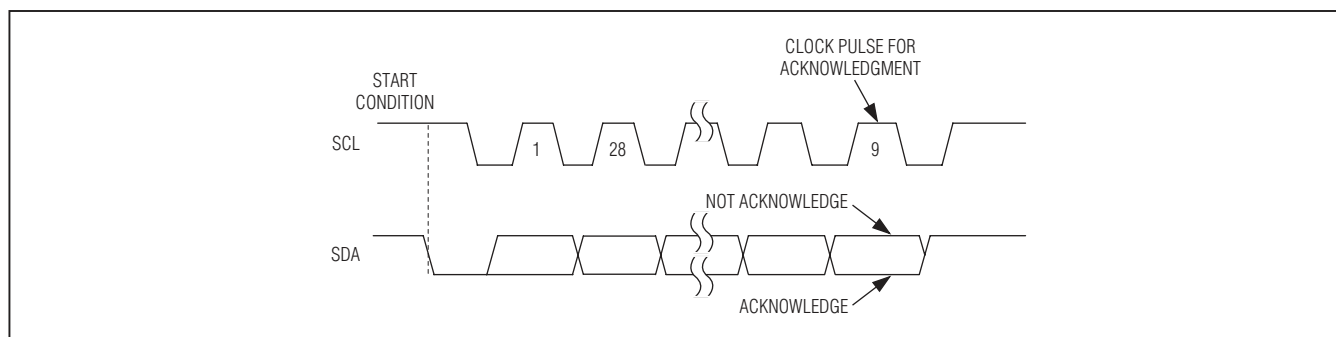 CLOCK PULSE FOR
ACKNOWLEDGMENT
START
CONDITION
SCL
1
28
9
NOT ACKNOWLEDGE
SDA
ACKNOWLEDGE